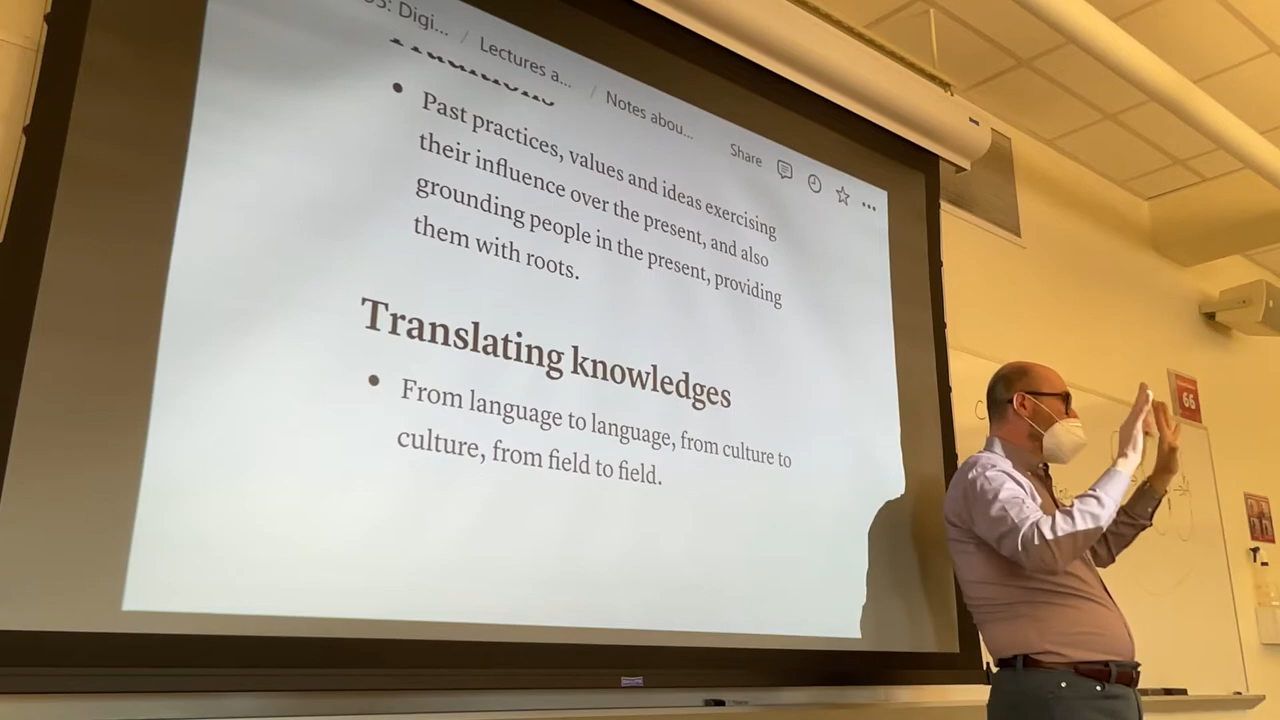 03: Digi... / Lectures a... / Notes abou...
Share
Past practices, values and ideas exercising
their influence over the present, and also
grounding people in the present, providing
them with roots.
Translating knowledges
From language to language, from culture to
culture, from field to field.
66